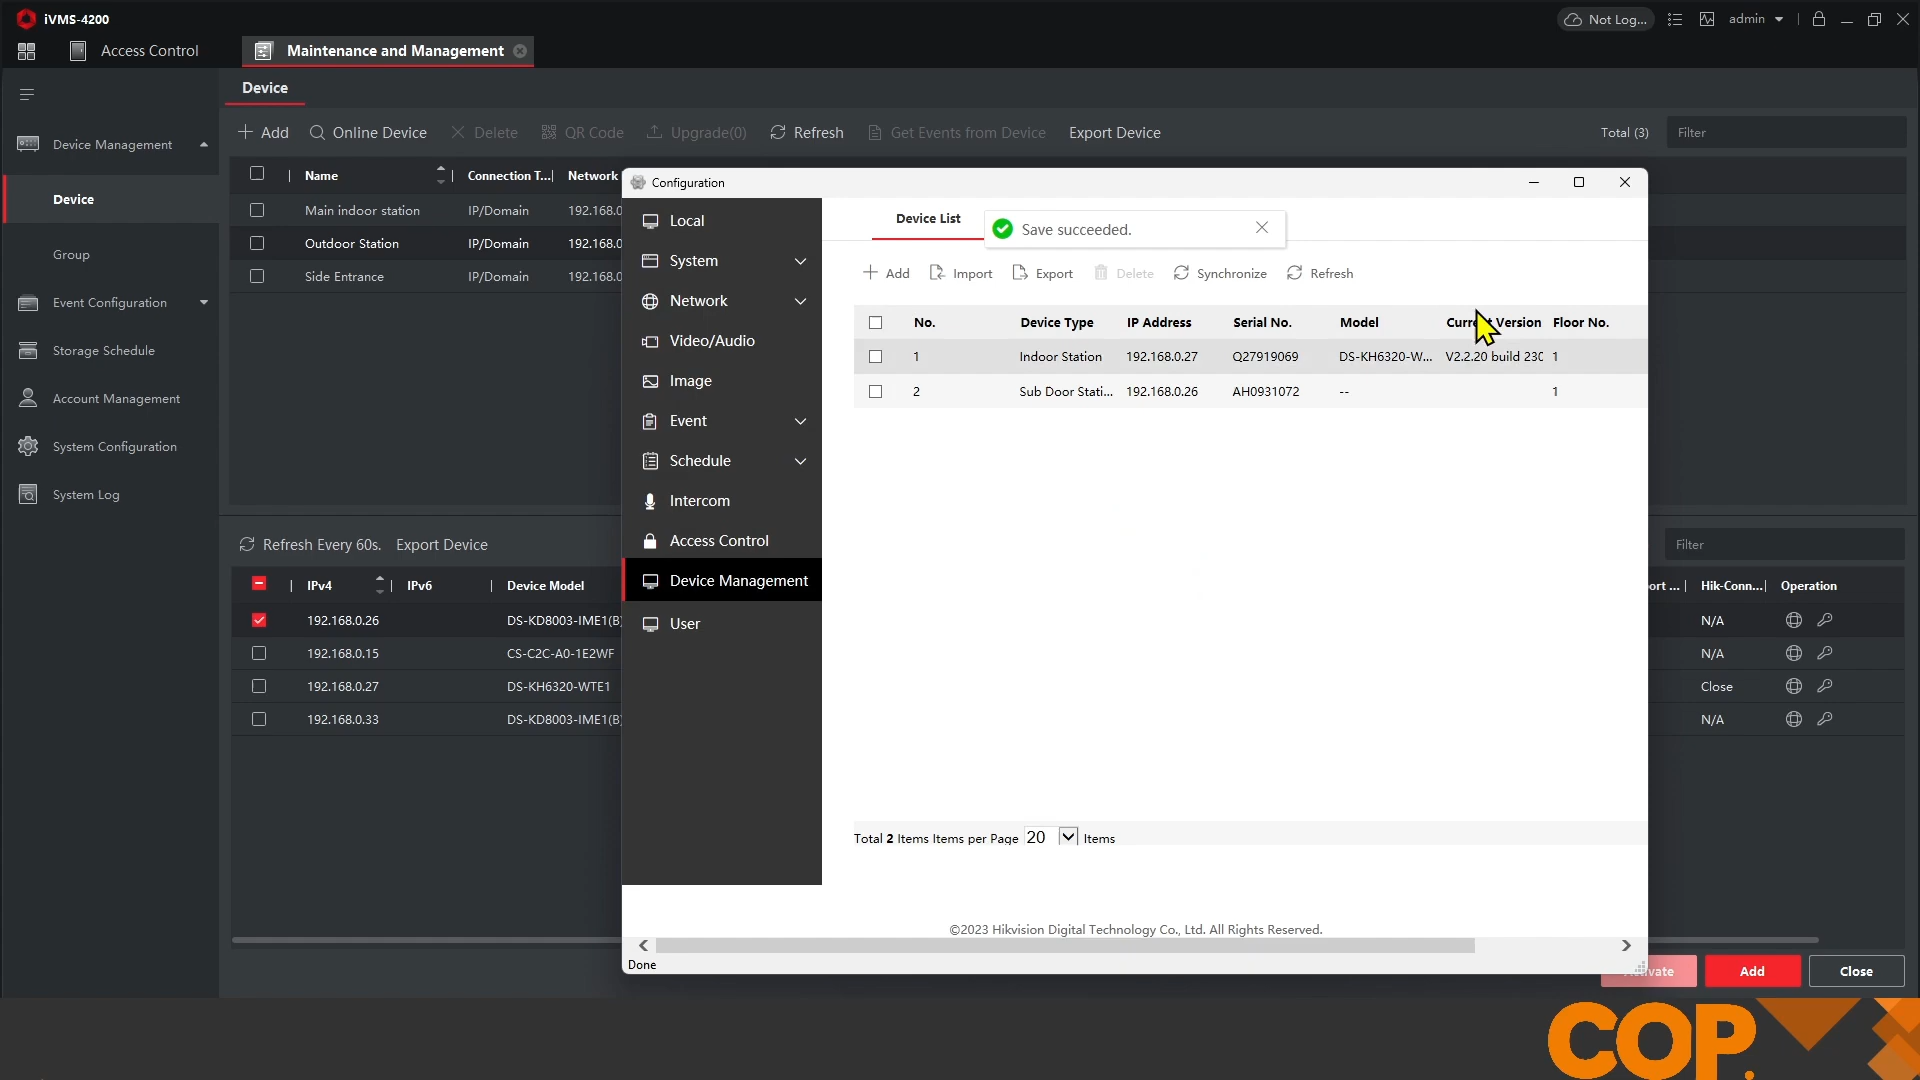 iVMS-4200
Not Log...
admin
Access Control
Maintenance and Management
Device
Add
Online Device
Delete
QR Code
Upgrade(0)
Refresh
Get Events from Device
Export Device
Total (3)
Filter
Device Management
Device
Group
Event Configuration
Storage Schedule
Account Management
System Configuration
System Log
Name
Connection T...
Network
Main indoor station
IP/Domain
192.168.0
Outdoor Station
IP/Domain
192.168.0
Side Entrance
IP/Domain
192.168.0
Configuration
Local
System
Network
Video/Audio
Image
Event
Schedule
Intercom
Access Control
Device Management
User
Device List
Save succeeded.
Add
Import
Export
Delete
Synchronize
Refresh
No.
Device Type
IP Address
Serial No.
Model
Version
Floor No.
1
Indoor Station
192.168.0.27
Q27919069
DS-KH6320-W...
V2.2.20 build 230
1
2
Sub Door Stati...
192.168.0.26
AH0931072
--
1
Total 2 Items Items per Page 20 Items
©2023 Hikvision Digital Technology Co., Ltd. All Rights Reserved.
Done
Refresh Every 60s.
Export Device
Filter
IPv4
IPv6
Device Model
ort ...
Hik-Conn...
Operation
192.168.0.26
DS-KD8003-IME1(B)
N/A
192.168.0.15
CS-C2C-A0-1E2WF
N/A
192.168.0.27
DS-KH6320-WTE1
Close
192.168.0.33
DS-KD8003-IME1(B)
N/A
vate
Add
Close
COP.